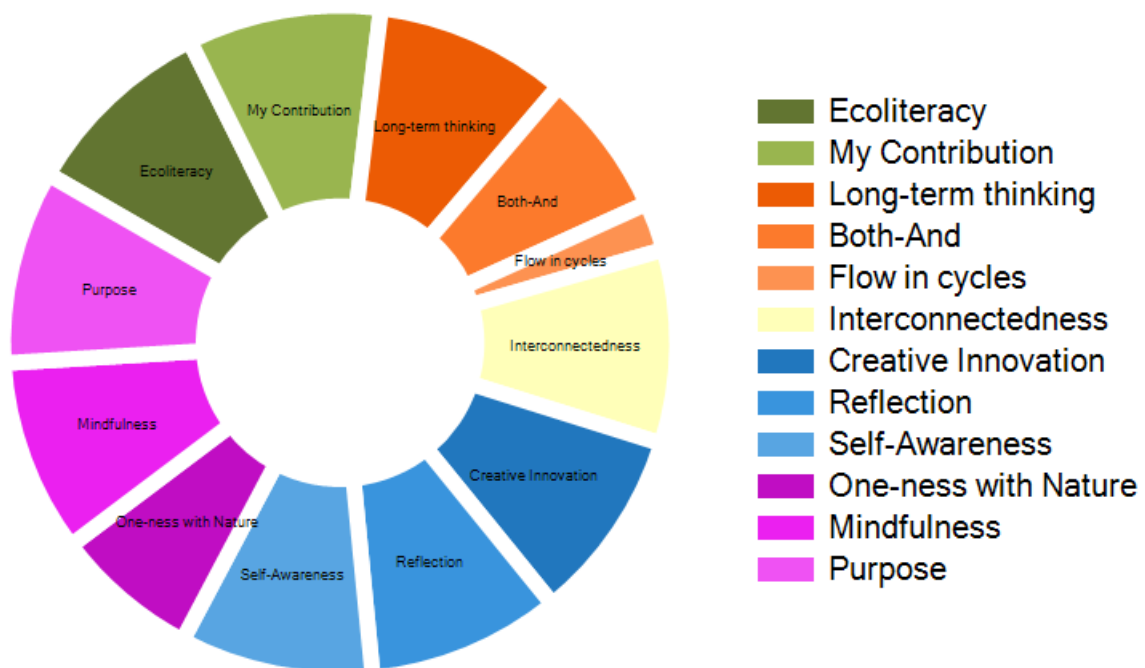 My Contribution
Long-term thinking
Ecoliteracy
Both-And
Flow in cycles
Purpose
Interconnectedness
Mindfulness
Creative Innovation
One-ness with Nature
Reflection
Self-Awareness
Ecoliteracy
My Contribution
Long-term thinking
Both-And
Flow in cycles
Interconnectedness
Creative Innovation
Reflection
Self-Awareness
One-ness with Nature
Mindfulness
Purpose